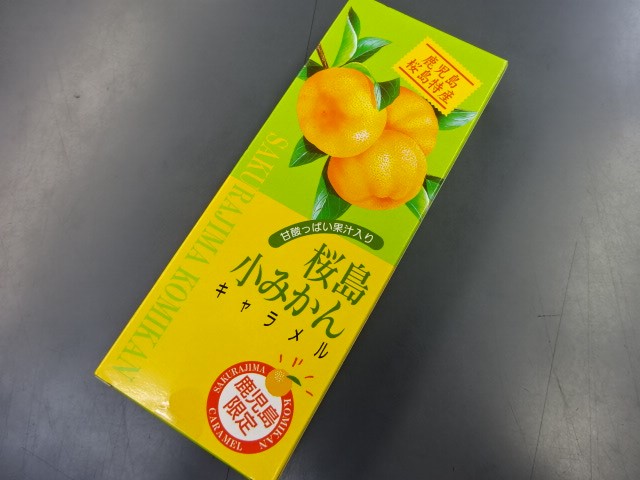 鹿児島
桜島特産
SAKURAJIMA KOMIKAN
甘酸っぱい果汁入り
桜島
小みかん
キャラメル
SAKURAJIMA
鹿児島
限定
KOMIKAN
CARAMEL